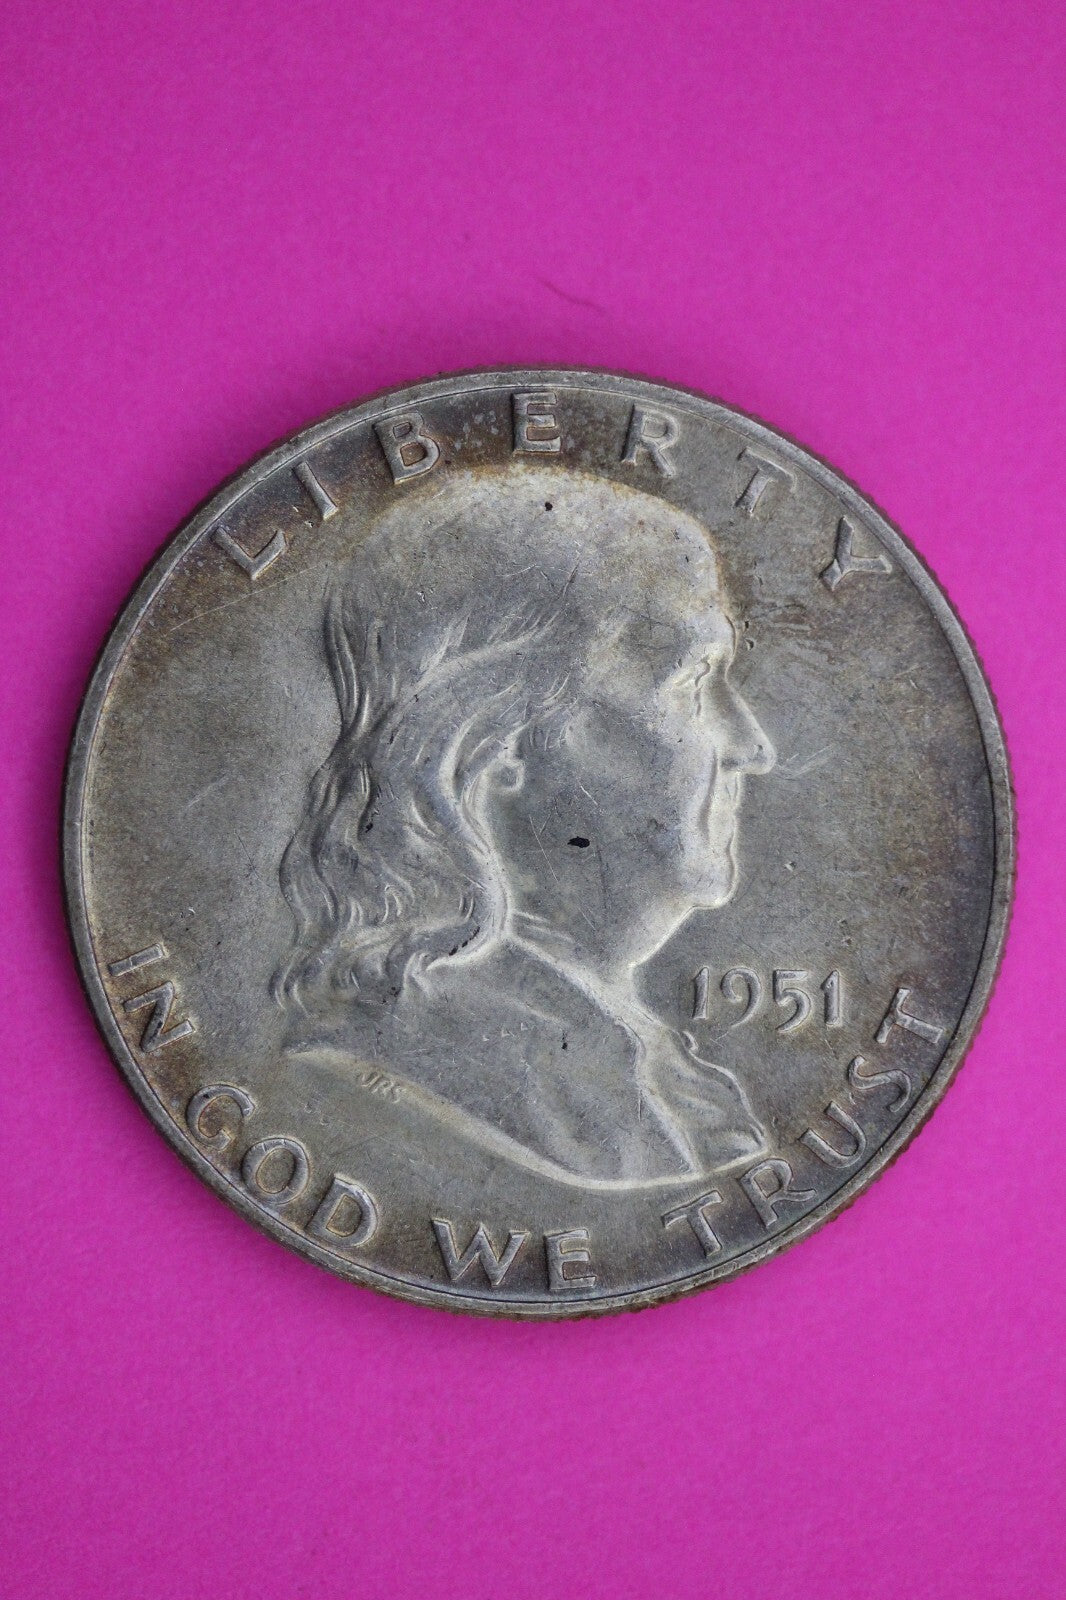 LIBERTY
1951
JRS
IN GOD WE TRUST